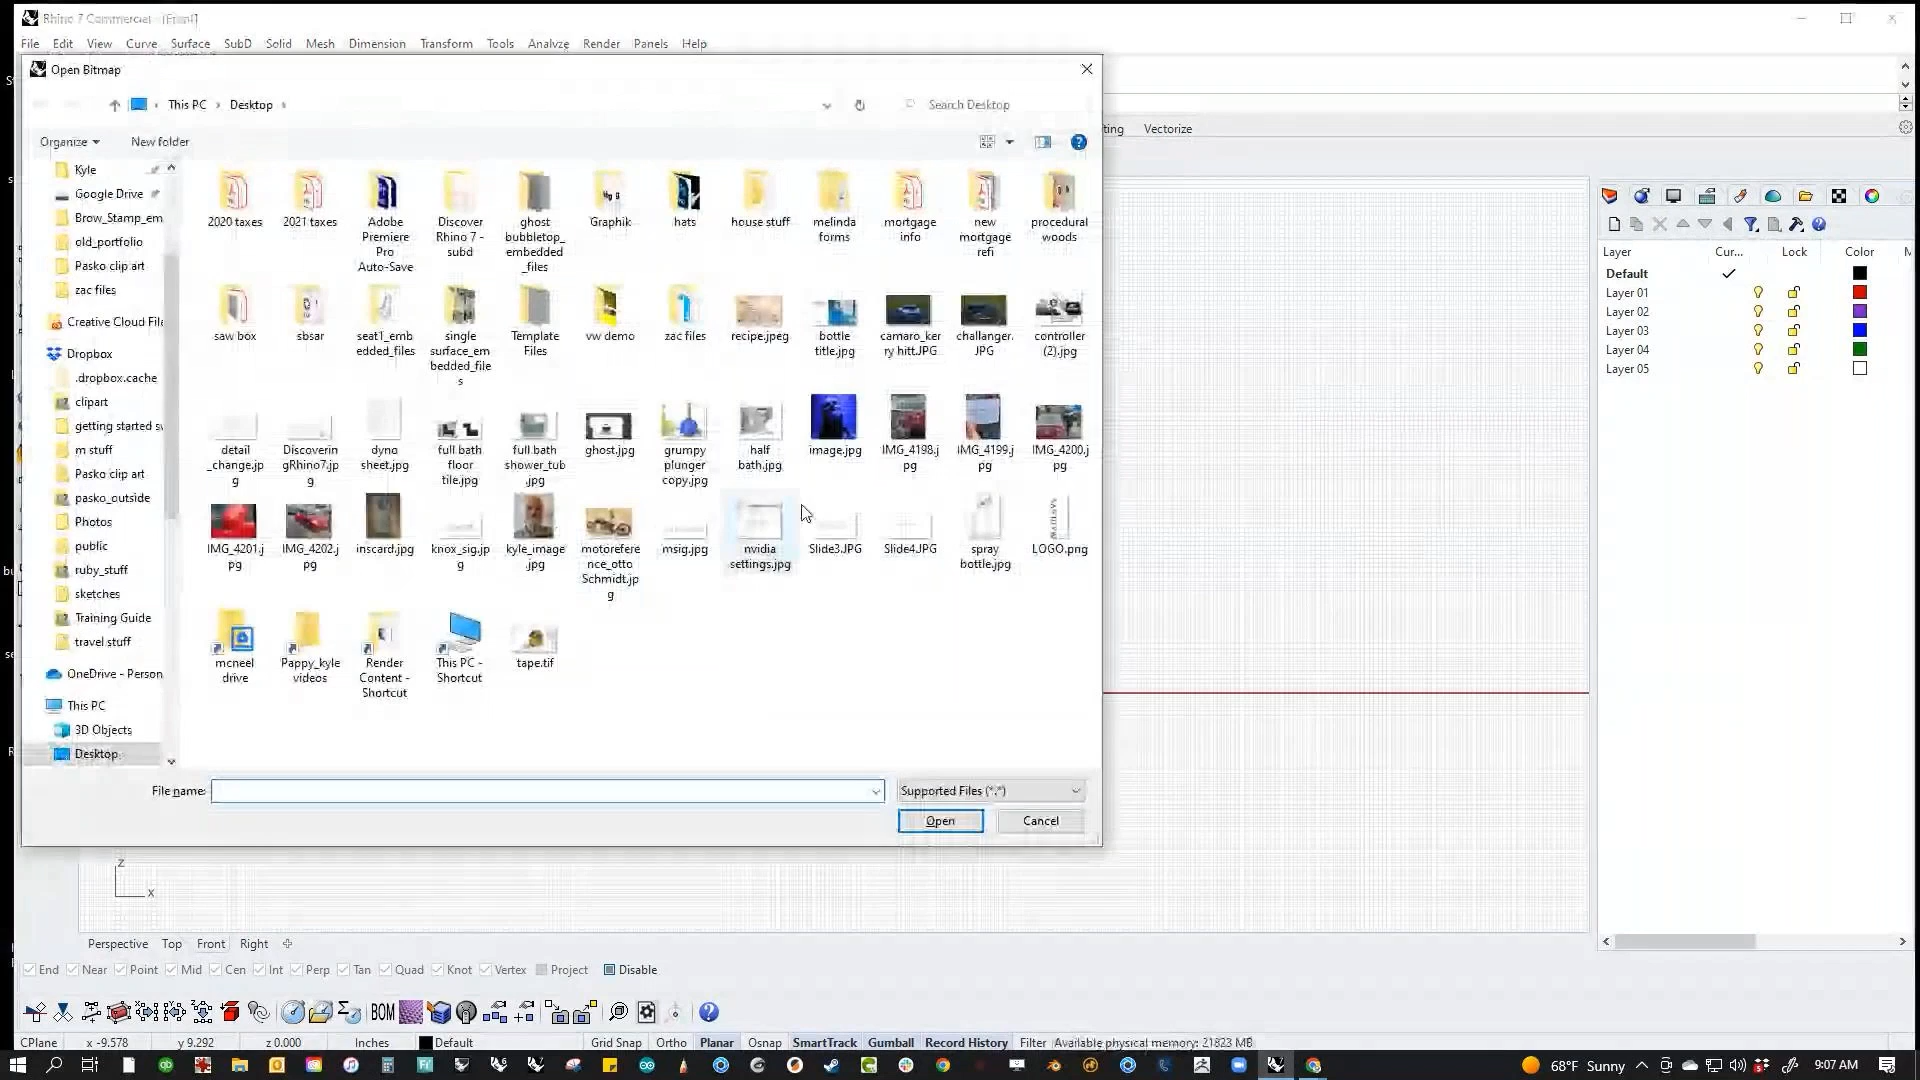 Rhino 7 Commercial - [Front]
File Edit View Curve Surface SubD Solid Mesh Dimension Transform Tools Analyze Render Panels Help
Open Bitmap
This PC > Desktop >
Search Desktop
Organize New folder
ting Vectorize
Kyle
Google Drive
Brow_Stamp_em
old_portfolio
Pasko clip art
zac files
Creative Cloud File
Dropbox
.dropbox.cache
clipart
getting started sv
m stuff
Pasko clip art
pasko_outside
Photos
public
ruby_stuff
sketches
Training Guide
travel stuff
OneDrive - Person
This PC
3D Objects
Desktop
2020 taxes
2021 taxes
Adobe
Premiere
Pro
Auto-Save
Discover
Rhino 7 -
subd
ghost
bubbletop_
embedded
_files
Graphik
hats
house stuff
melinda
forms
mortgage
info
new
mortgage
refi
procedural
woods
saw box
sbsar
seat1_emb
edded_files
single
surface_em
bedded_file
s
Template
Files
vw demo
zac files
recipe.jpeg
bottle
title.jpg
camaro_ker
ry hitt.JPG
challanger.
JPG
controller
(2).jpg
detail
_change.jp
g
Discoverin
gRhino7.jp
g
dyno
sheet.jpg
full bath
floor
tile.jpg
full bath
shower_tub
.jpg
ghost.jpg
grumpy
plunger
copy.jpg
half
bath.jpg
image.jpg
IMG_4198.j
pg
IMG_4199.j
pg
IMG_4200.j
pg
IMG_4201.j
pg
IMG_4202.j
pg
inscard.jpg
knox_sig.jp
g
kyle_image
.jpg
motorefere
nce_otto
Schmidt.jp
g
msig.jpg
nvidia
settings.jpg
Slide3.JPG
Slide4.JPG
spray
bottle.jpg
LOGO.png
mcneel
drive
Pappy_kyle
videos
Render
Content -
Shortcut
This PC -
Shortcut
tape.tif
File name:
Supported Files (*.*)
Open Cancel
Layer Cur... Lock Color M
Default
Layer 01
Layer 02
Layer 03
Layer 04
Layer 05
z
x
Perspective Top Front Right
End Near Point Mid Cen Int Perp Tan Quad Knot Vertex Project Disable
BOM
CPlane x -9.578 y 9.292 z 0.000 Inches Default Grid Snap Ortho Planar Osnap SmartTrack Gumball Record History Filter Available physical memory: 21823 MB
68°F Sunny 9:07 AM